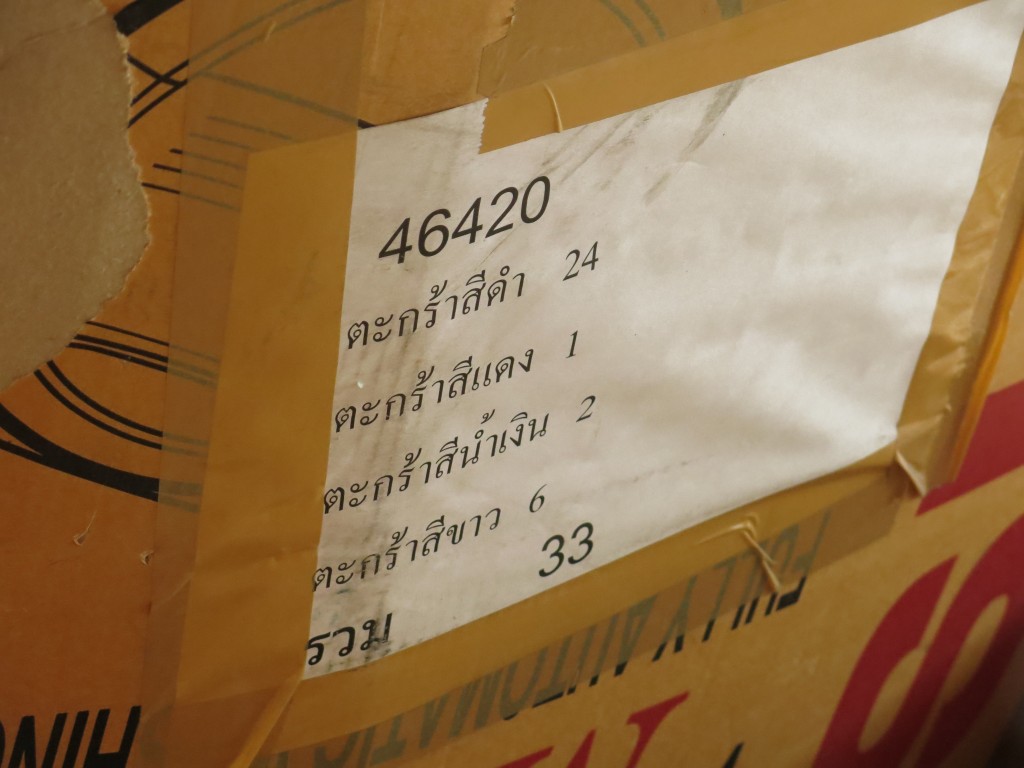 46420
ตะกร้าสีดำ 24
ตะกร้าสีแดง 1
ตะกร้าสีน้ำเงิน 2
ตะกร้าสีขาว 6
รวม 33
FULLY AUTOMATIC
HING